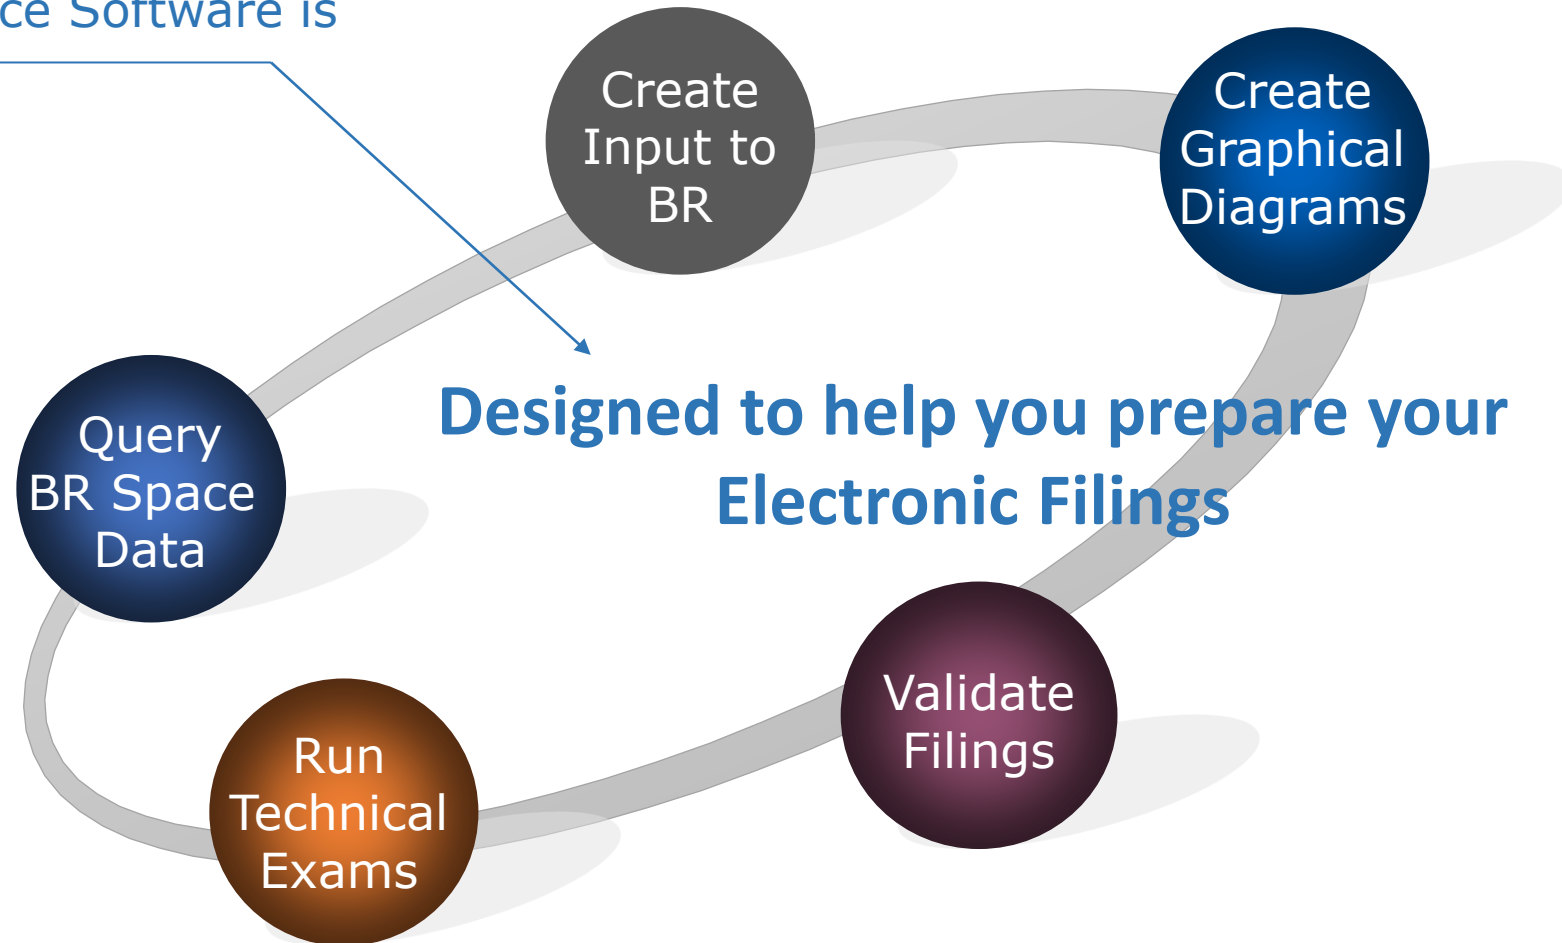 ce Software is
Create
Input to
BR
Create
Graphical
Diagrams
Designed to help you prepare your
Electronic Filings
Query
BR Space
Data
Validate
Filings
Run
Technical
Exams